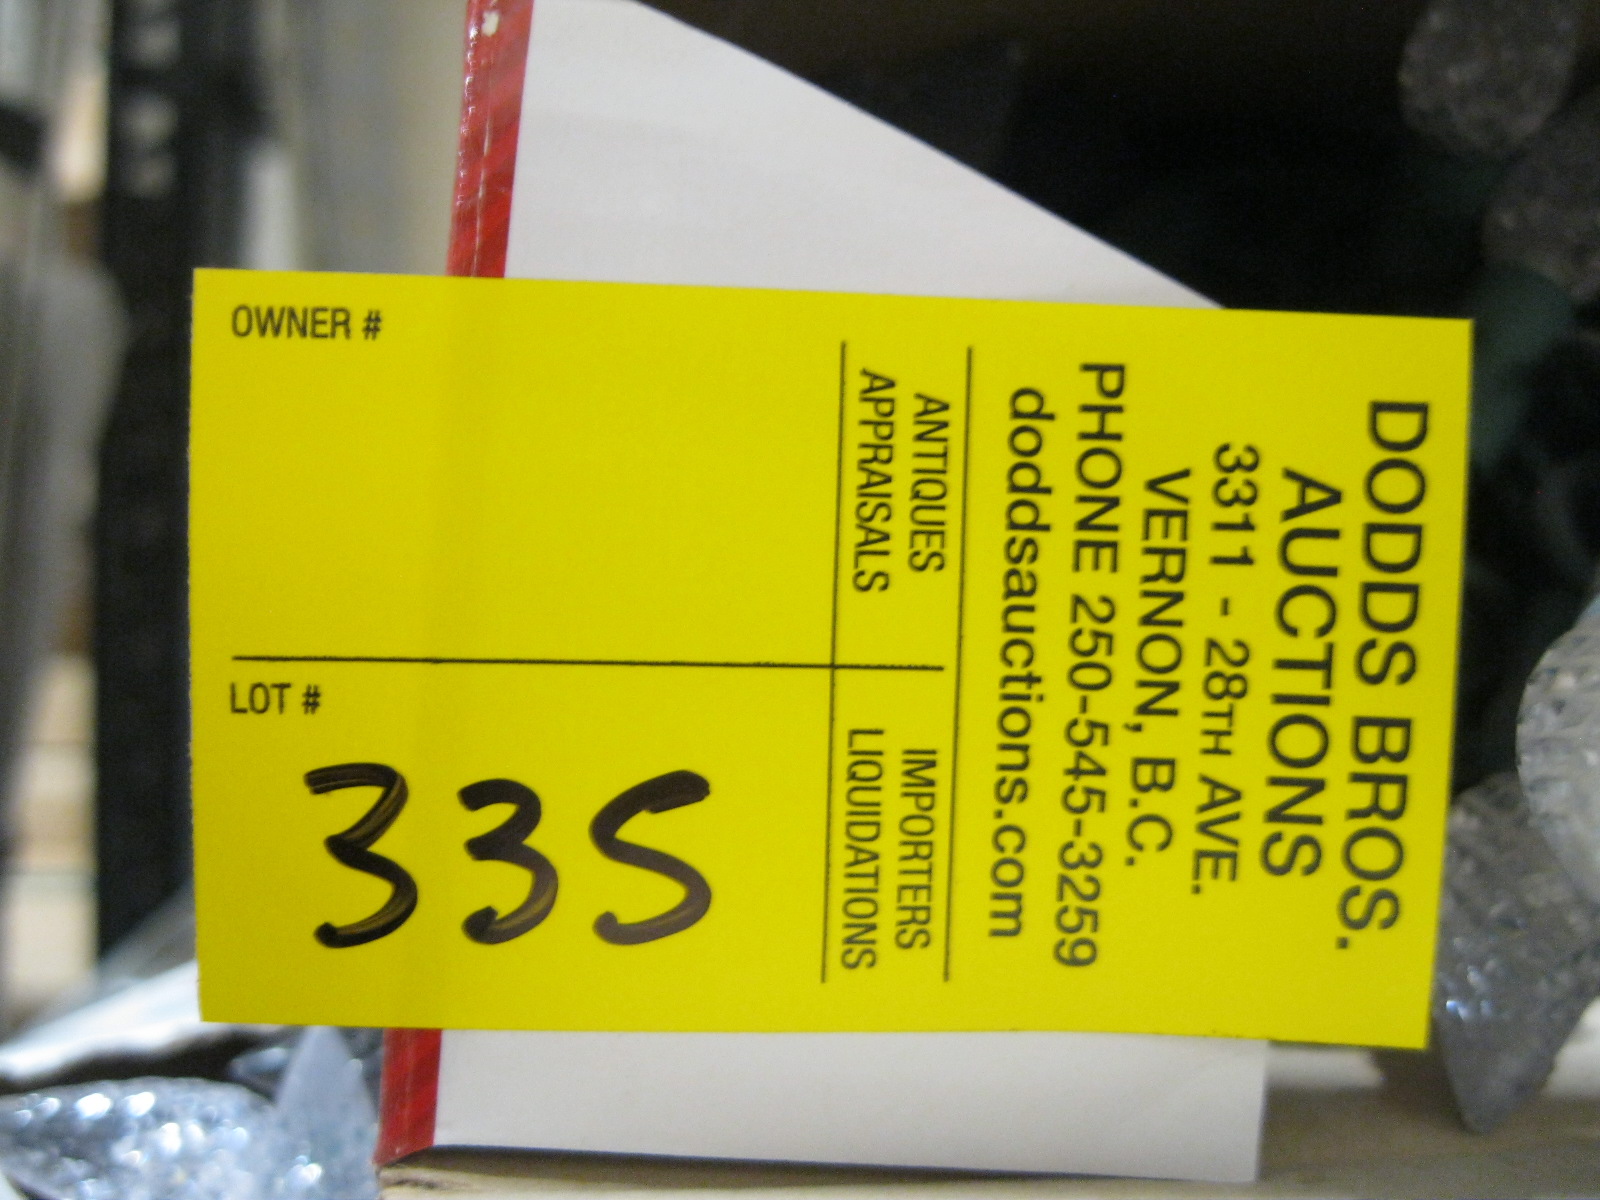 DODDS BROS.
AUCTIONS
3311 - 28TH AVE.
VERNON, B.C.
PHONE 250-545-3259
doddsauctions.com
ANTIQUES
APPRAISALS
IMPORTERS
LIQUIDATIONS
OWNER #
LOT #
335